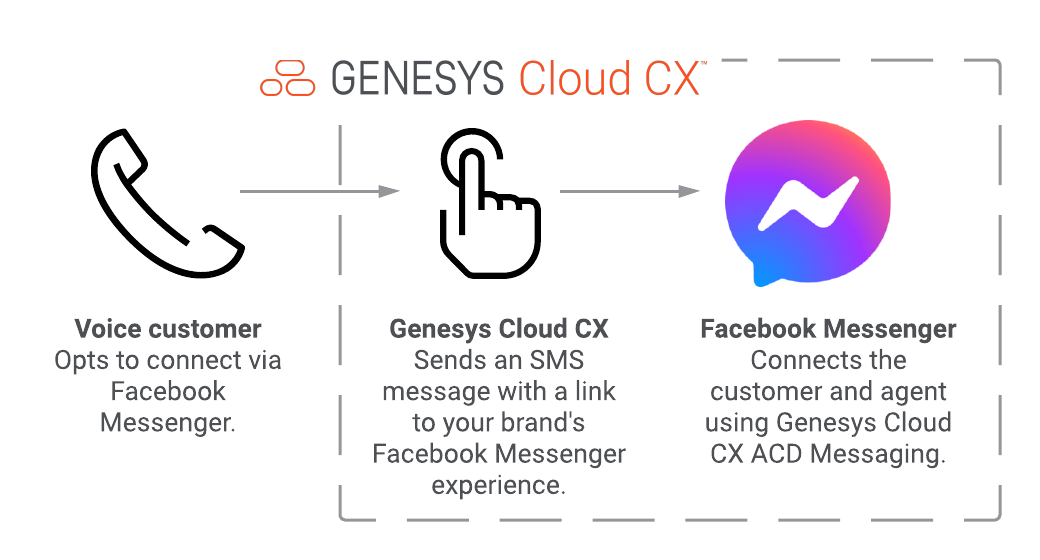 GENESYS Cloud CX™
Voice customer
Opts to connect via
Facebook
Messenger.
Genesys Cloud CX
Sends an SMS
message with a link
to your brand's
Facebook Messenger
experience.
Facebook Messenger
Connects the
customer and agent
using Genesys Cloud
CX ACD Messaging.